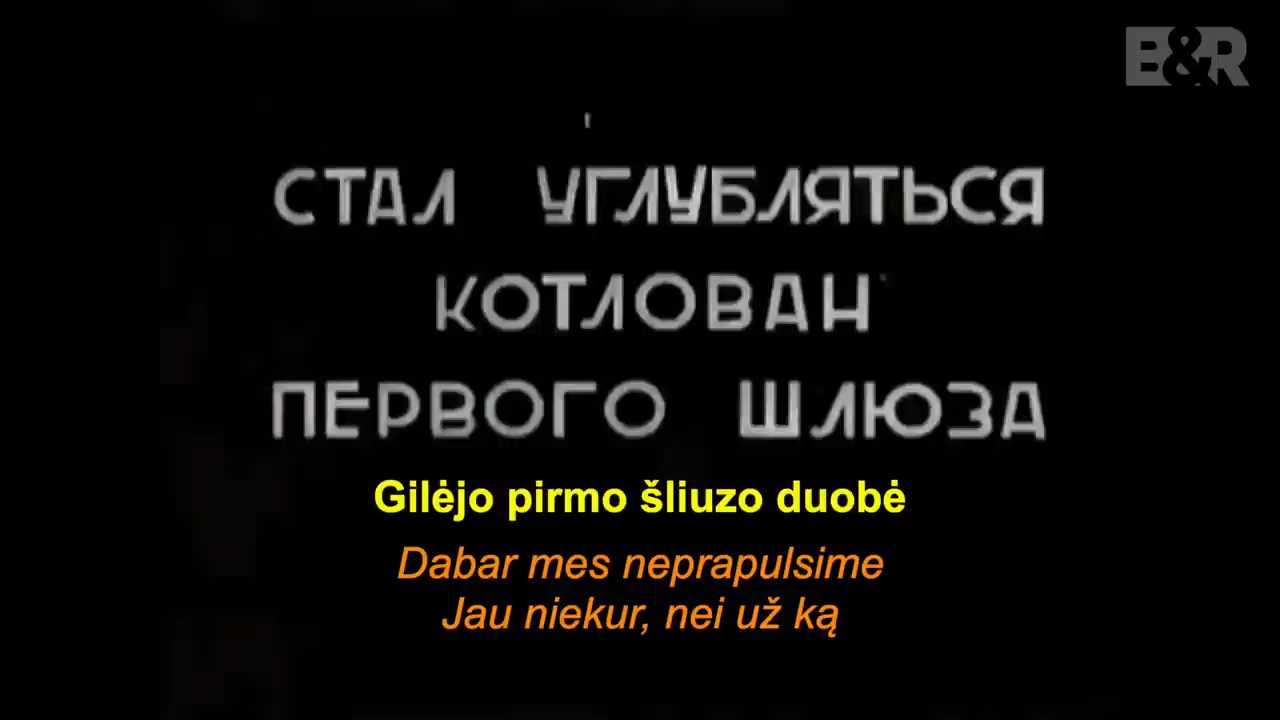 B&R
СТАЛ УГЛУБЛЯТЬСЯ
КОТЛОВАН
ПЕРВОГО ШЛЮЗА
Gilėjo pirmo šliuzo duobė
Dabar mes neprapulsime
Jau niekur, nei už ką